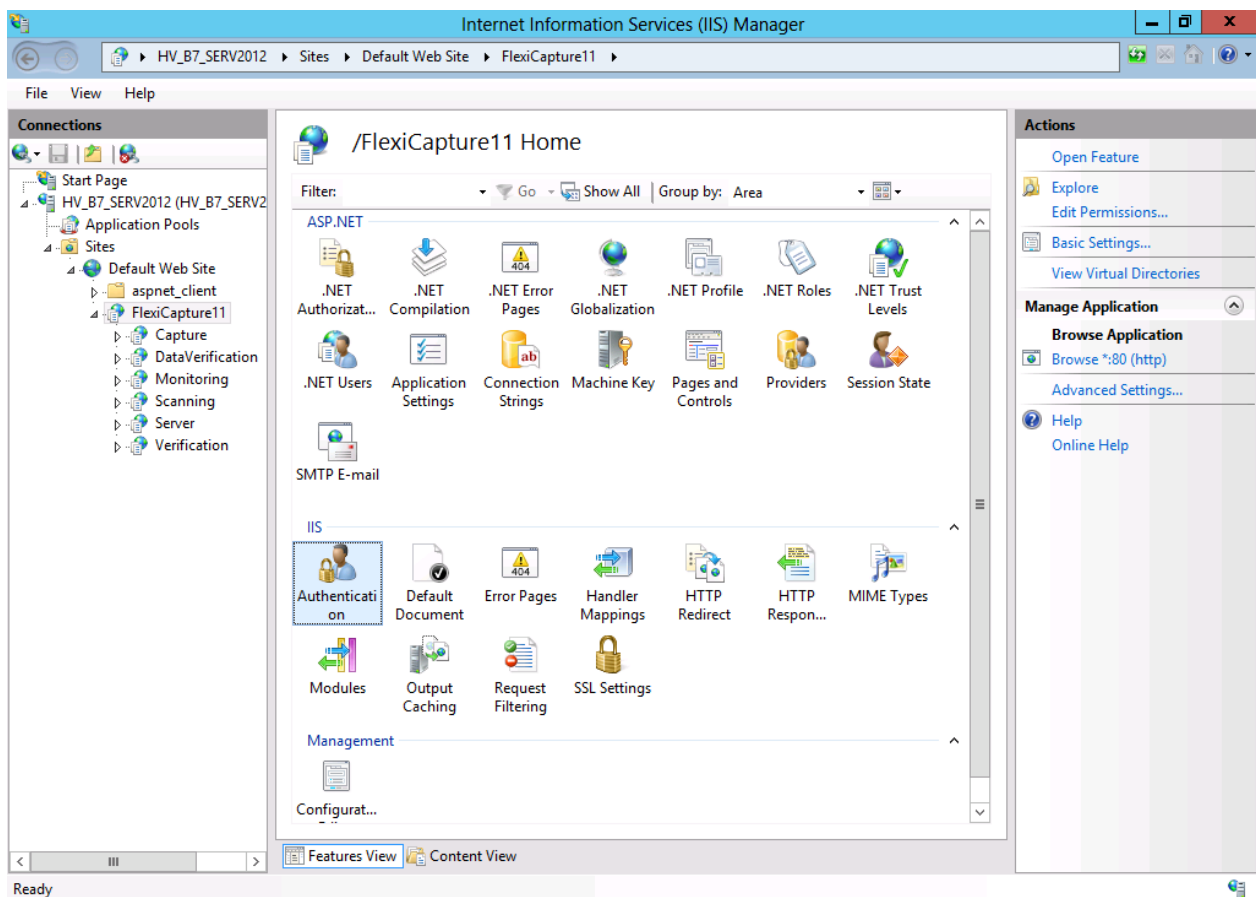 Internet Information Services (IIS) Manager
HV_B7_SERV2012 Sites Default Web Site FlexiCapture11
File View Help
Connections
Start Page
HV_B7_SERV2012 (HV_B7_SERV2
Application Pools
Sites
Default Web Site
aspnet_client
FlexiCapture11
Capture
DataVerification
Monitoring
Scanning
Server
Verification
/FlexiCapture11 Home
Filter: Go Show All Group by: Area
ASP.NET
.NET .NET .NET Error .NET .NET Profile .NET Roles .NET Trust
Authorizat... Compilation Pages Globalization Levels
.NET Users Application Connection Machine Key Pages and Providers Session State
Settings Strings Controls
SMTP E-mail
IIS
Authenticati Default Error Pages Handler HTTP HTTP MIME Types
on Document Mappings Redirect Respon...
Modules Output Request SSL Settings
Caching Filtering
Management
Configurat...
Features View Content View
Actions
Open Feature
Explore
Edit Permissions...
Basic Settings...
View Virtual Directories
Manage Application
Browse Application
Browse *:80 (http)
Advanced Settings...
Help
Online Help
Ready